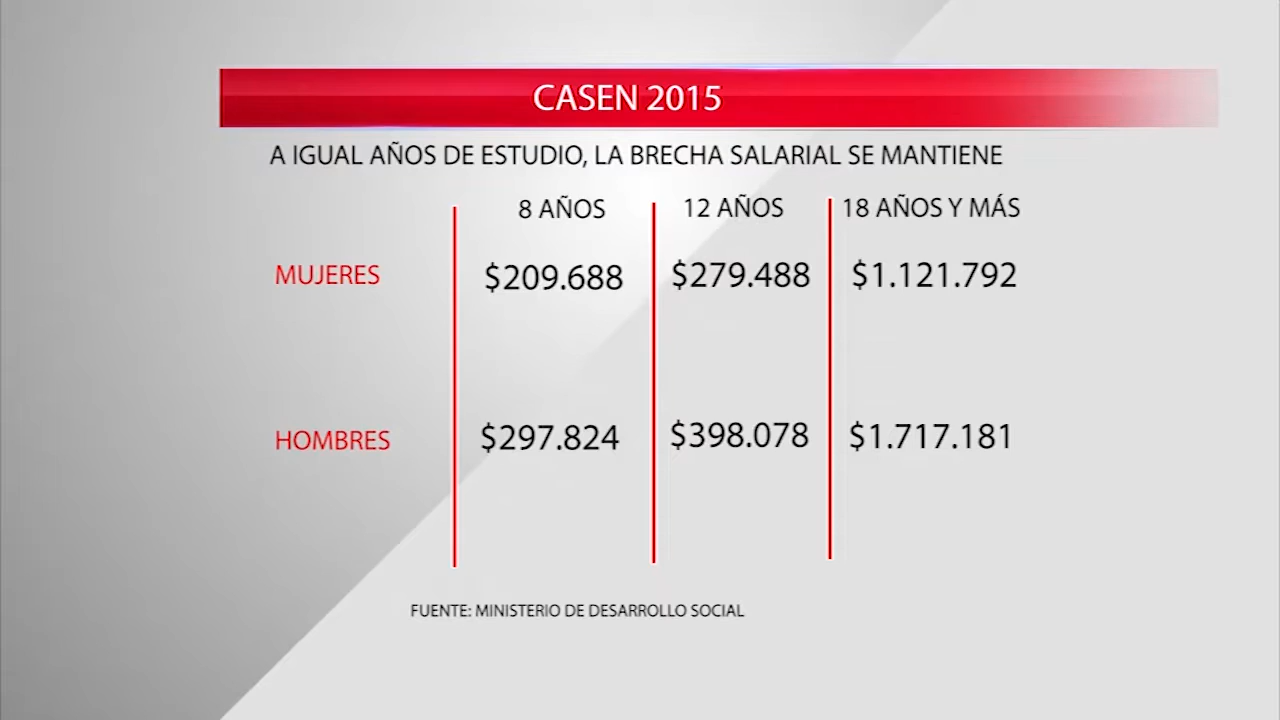 CASEN 2015
A IGUAL AÑOS DE ESTUDIO, LA BRECHA SALARIAL SE MANTIENE
8 AÑOS 12 AÑOS 18 AÑOS Y MÁS
MUJERES $209.688 $279.488 $1.121.792
HOMBRES $297.824 $398.078 $1.717.181
FUENTE: MINISTERIO DE DESARROLLO SOCIAL